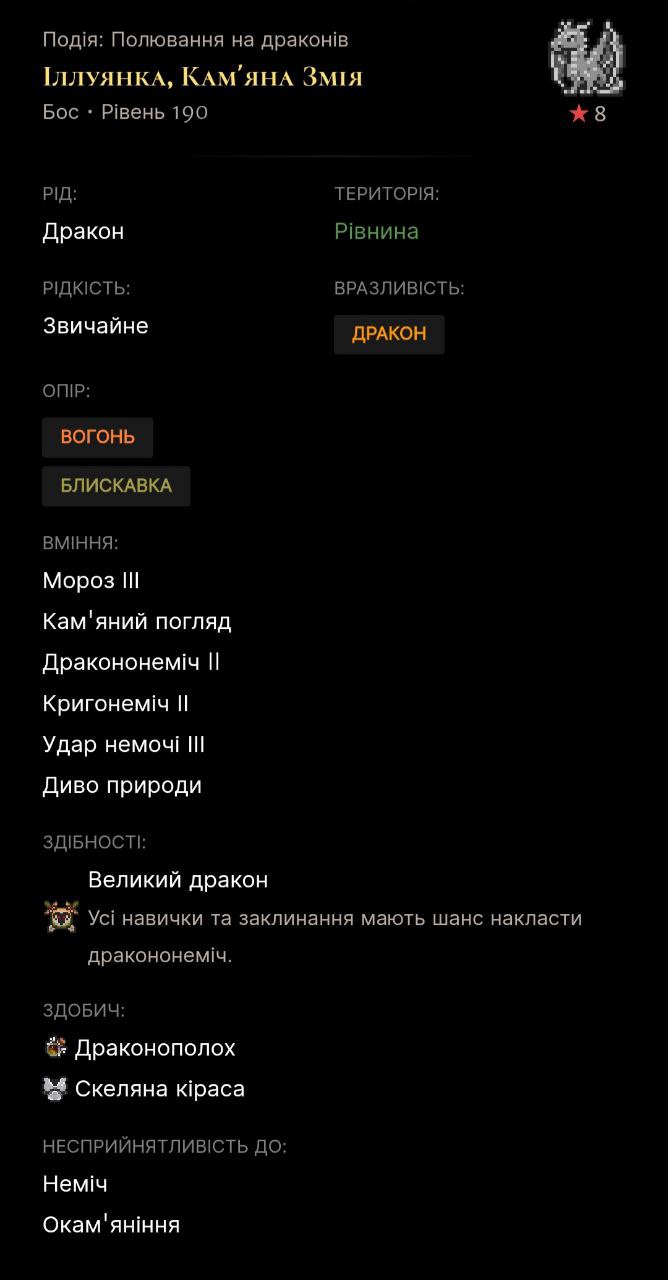 Подія: Полювання на драконів
Іллуянка, Кам'яна Змія
Бос • Рівень 190
★ 8
РІД:
Дракон
ТЕРИТОРІЯ:
Рівнина
РІДКІСТЬ:
Звичайне
ВРАЗЛИВІСТЬ:
ДРАКОН
ОПІР:
ВОГОНЬ
БЛИСКАВКА
ВМІННЯ:
Мороз III
Кам'яний погляд
Дракононеміч II
Кригонеміч II
Удар немочі III
Диво природи
ЗДІБНОСТІ:
Великий дракон
Усі навички та заклинання мають шанс накласти
дракононеміч.
ЗДОБИЧ:
Драконополох
Скеляна кіраса
НЕСПРИЙНЯТЛИВІСТЬ ДО:
Неміч
Окам'яніння